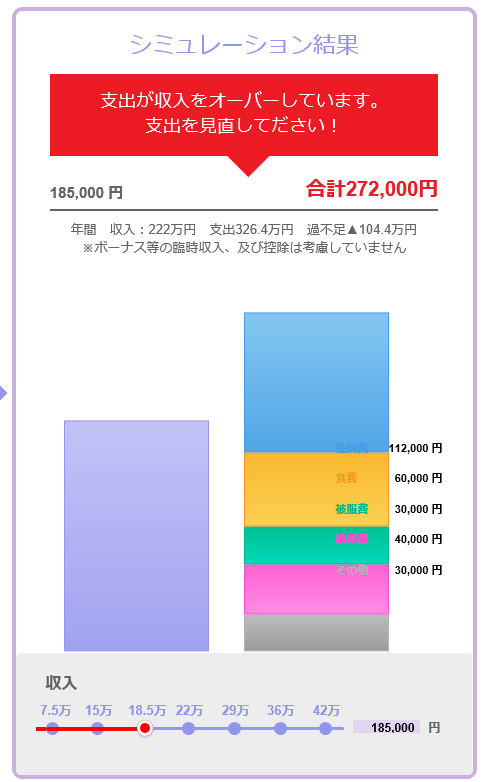 シミュレーション結果
支出が収入をオーバーしています。
支出を見直してださい！
185,000 円
合計272,000円
年間　収入：222万円　支出326.4万円　過不足▲104.4万円
※ボーナス等の臨時収入、及び控除は考慮していません
住居費 112,000 円
食費 60,000 円
被服費 30,000 円
40,000 円
その他 30,000 円
収入
7.5万 15万 18.5万 22万 29万 36万 42万
185,000 円